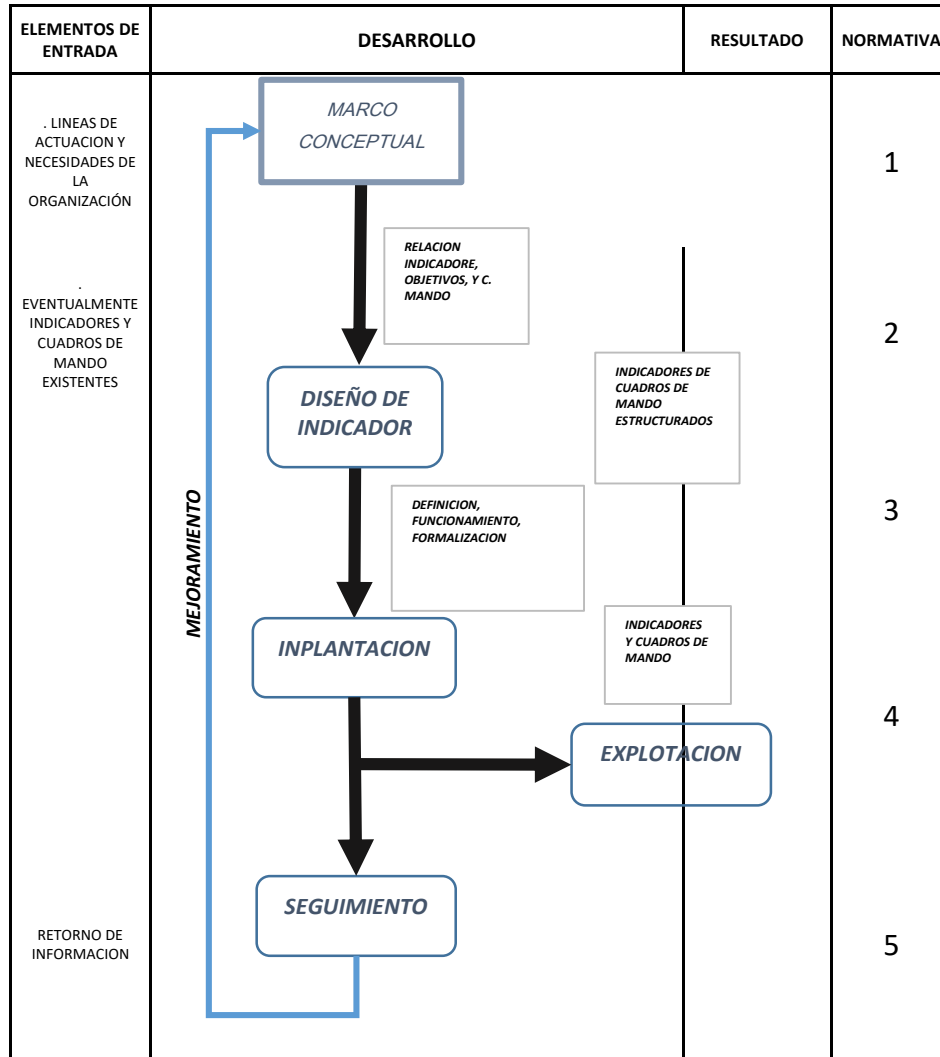 ELEMENTOS DE
ENTRADA
DESARROLLO
RESULTADO
NORMATIVA
. LINEAS DE
ACTUACION Y
NECESIDADES DE
LA
ORGANIZACIÓN
MARCO
CONCEPTUAL
1
RELACION
INDICADORE,
OBJETIVOS, Y C.
MANDO
.
EVENTUALMENTE
INDICADORES Y
CUADROS DE
MANDO
EXISTENTES
2
DISEÑO DE
INDICADOR
INDICADORES DE
CUADROS DE
MANDO
ESTRUCTURADOS
MEJORAMIENTO
DEFINICION,
FUNCIONAMIENTO,
FORMALIZACION
3
INPLANTACION
INDICADORES
Y CUADROS DE
MANDO
4
EXPLOTACION
SEGUIMIENTO
RETORNO DE
INFORMACION
5